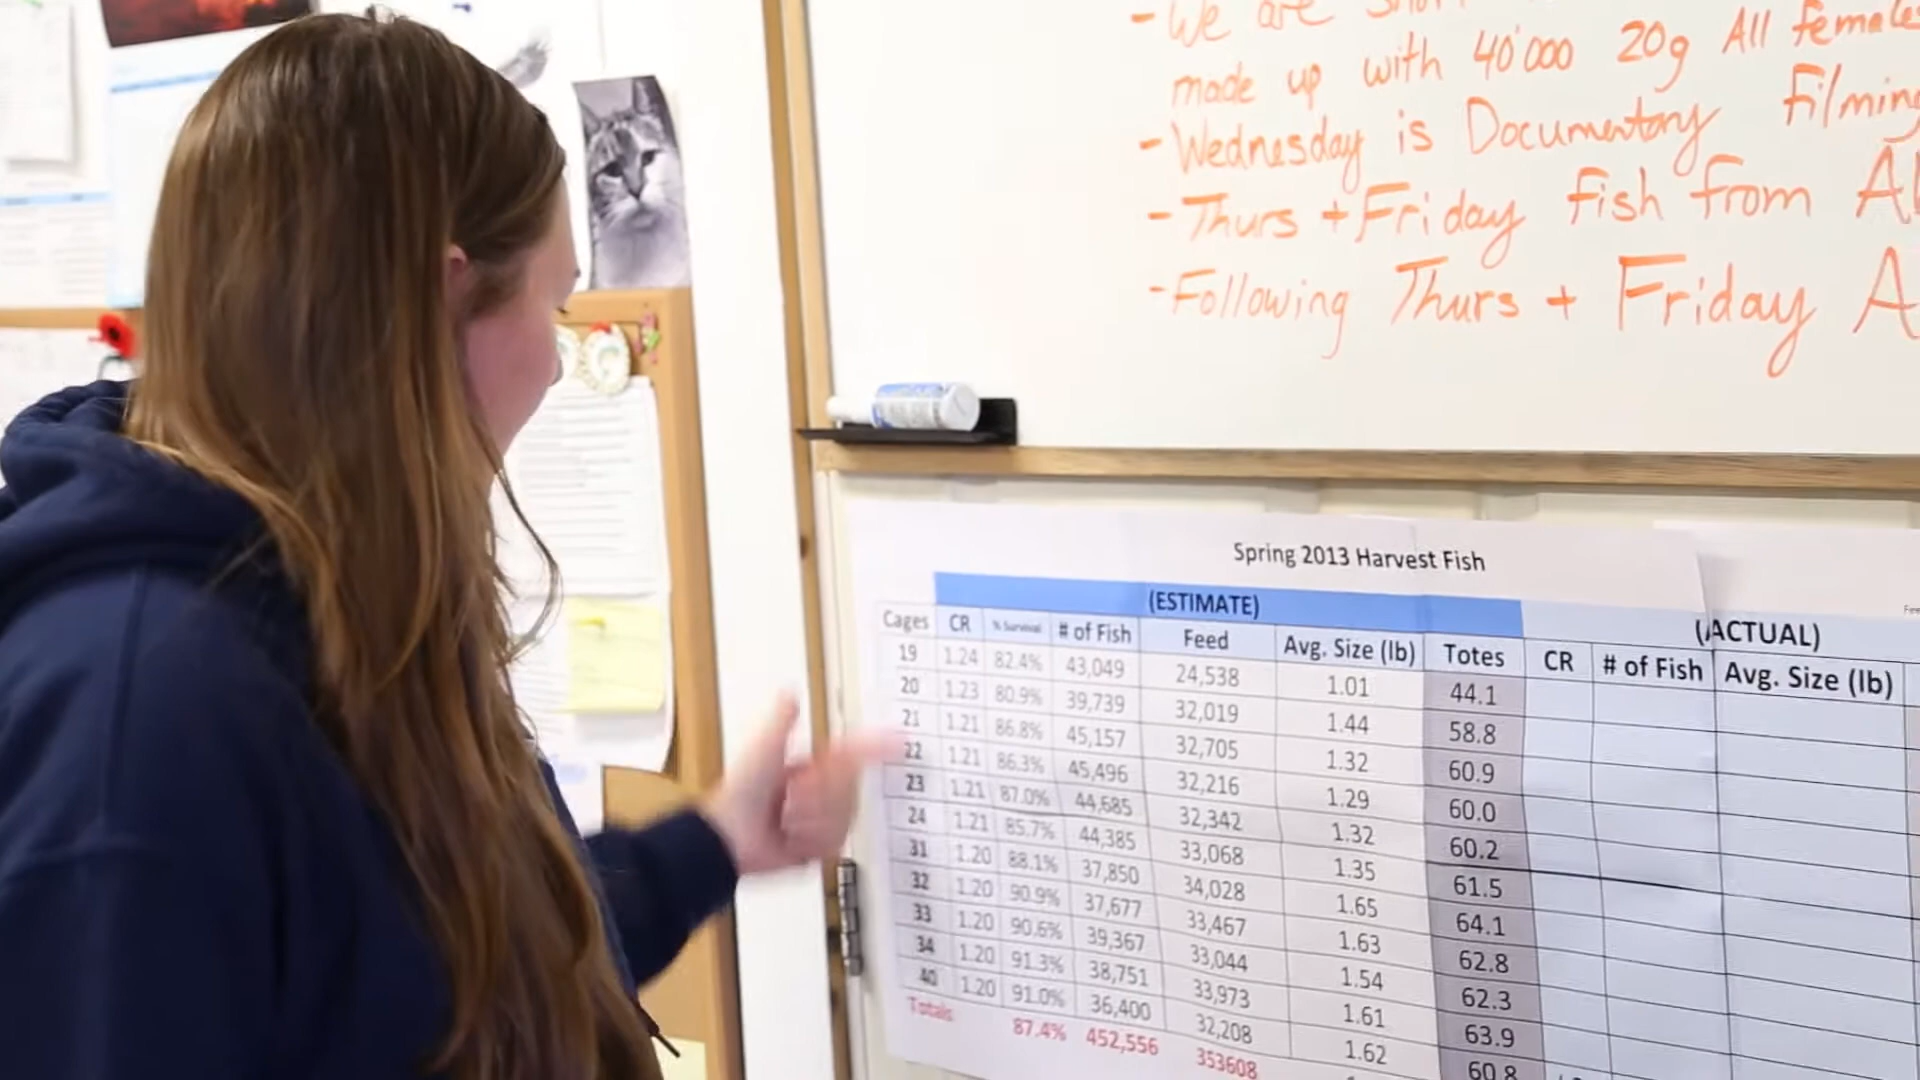 - We are
made up with 40'000 20g All females
- Wednesday is Documentary Filming
- Thurs + Friday fish from
- Following Thurs + Friday
Spring 2013 Harvest Fish
(ESTIMATE) (ACTUAL)
Cages CR % Survival # of Fish Feed Avg. Size (lb) Totes CR # of Fish Avg. Size (lb)
19 1.24 82.4% 43,049 24,538 1.01 44.1
20 1.23 80.9% 39,739 32,019 1.44 58.8
21 1.21 86.8% 45,157 32,705 1.32 60.9
22 1.21 86.3% 45,496 32,216 1.29 60.0
23 1.21 87.0% 44,685 32,342 1.32 60.2
24 1.21 85.7% 44,385 33,068 1.35 61.5
31 1.20 88.1% 37,850 34,028 1.65 64.1
32 1.20 90.9% 37,677 33,467 1.63 62.8
33 1.20 90.6% 39,367 33,044 1.54 62.3
34 1.20 91.3% 38,751 33,973 1.61 63.9
40 1.20 91.0% 36,400 32,208 1.62 60.8
Totals 87.4% 452,556 353608